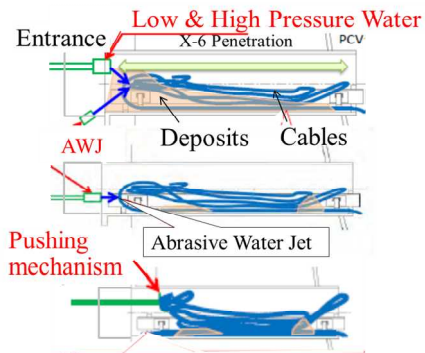 Low & High Pressure Water
Entrance
X-6 Penetration
PCV
Deposits
Cables
AWJ
Abrasive Water Jet
Pushing
mechanism